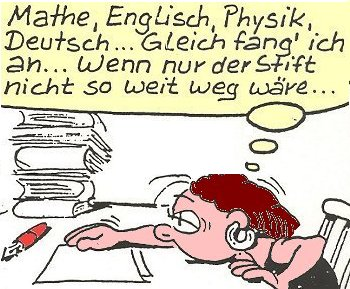 Mathe, Englisch, Physik,
Deutsch... Gleich fang' ich
an... Wenn nur der Stift
nicht so weit weg wäre...